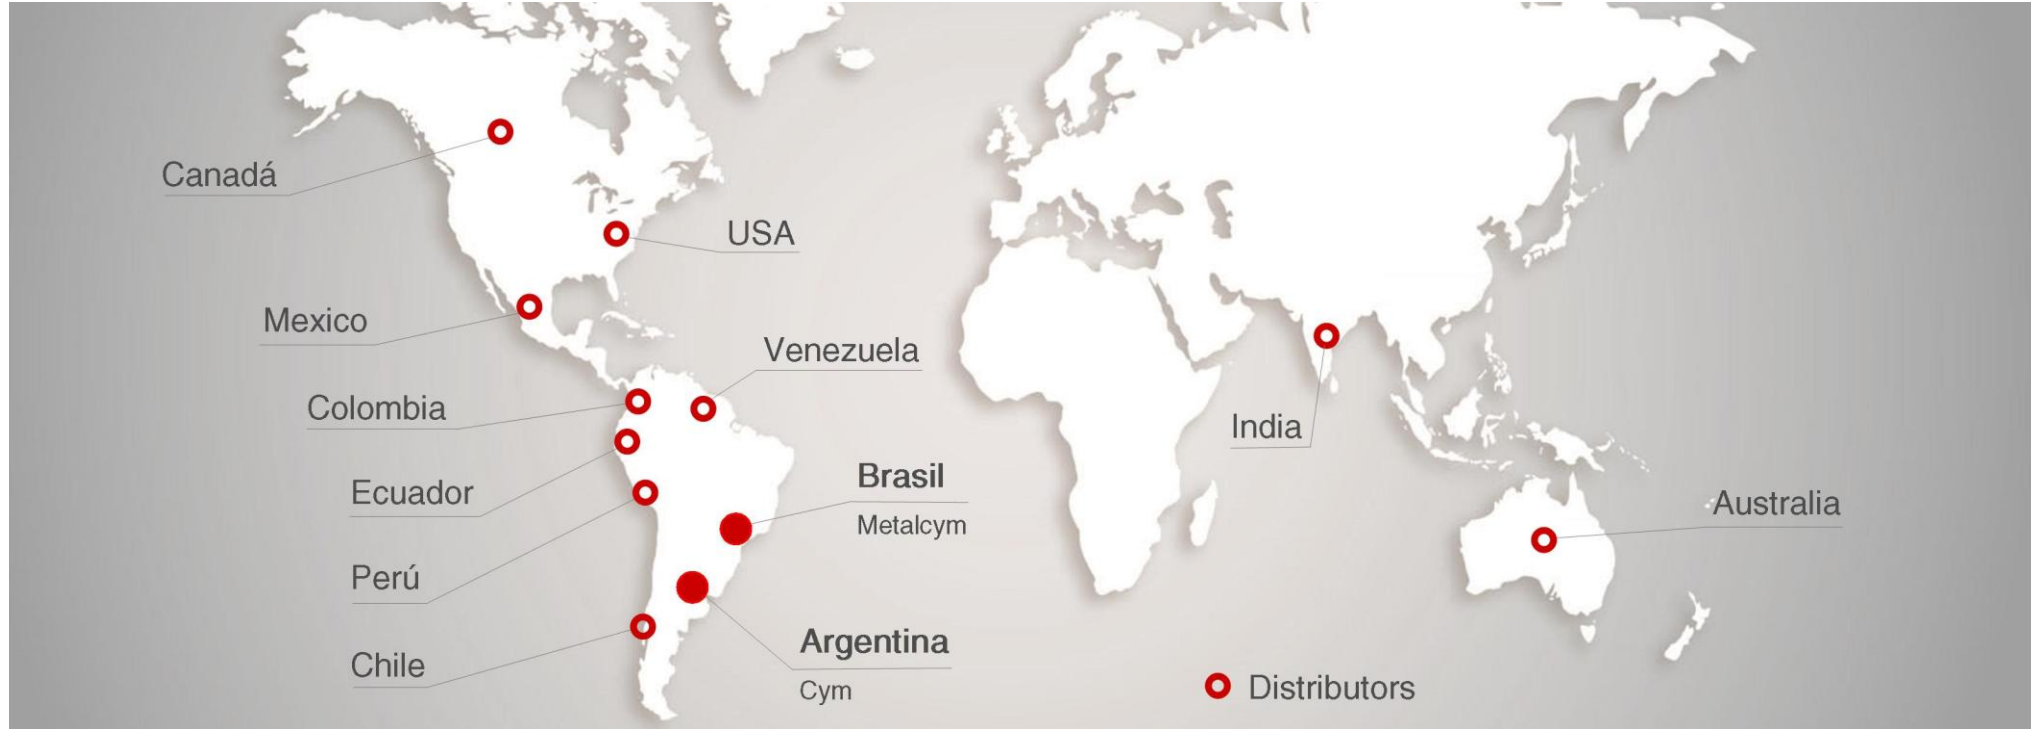 Canadá
USA
Mexico
Venezuela
Colombia
India
Ecuador
Brasil
Metalcym
Australia
Perú
Argentina
Cym
Chile
Distributors